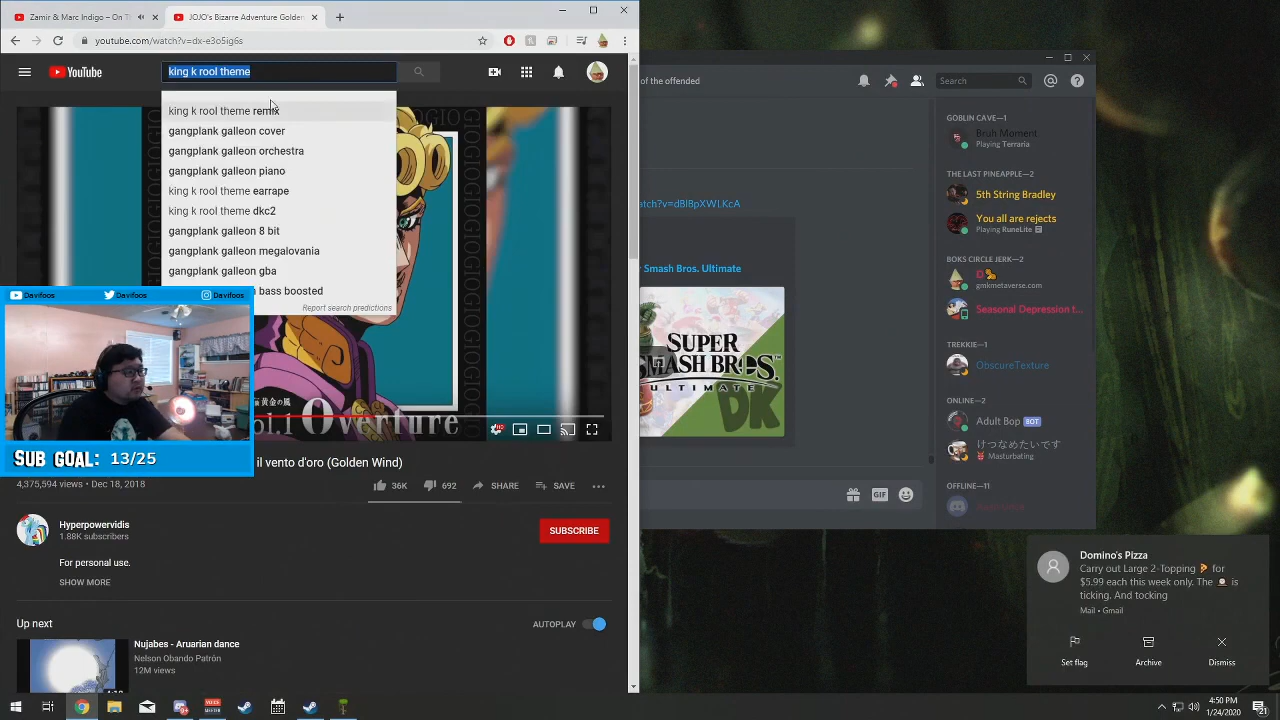 Zamir & Marc Indigo – On T
JOJO's Bizarre Adventure Golden
youtube.com/watch?v=dx-e3o5ig6s
YouTube
king k rool theme
king k rool theme remix
gangplank galleon cover
gangplank galleon orchestra
gangplank galleon piano
king k rool theme earrape
king k rool theme dkc2
gangplank galleon 8 bit
gangplank galleon megalovania
gangplank galleon gba
bass boosted
Report search predictions
Davifoos
Davifoos
Davifoos
黄金の風
Overture
SUB GOAL: 13/25
il vento d'oro (Golden Wind)
4,375,594 views • Dec 18, 2018
36K
692
SHARE
SAVE
Hyperpowervidis
1.88K subscribers
SUBSCRIBE
For personal use.
SHOW MORE
Up next
AUTOPLAY
Nujabes - Aruarian dance
Nelson Obando Patrón
12M views
of the offended
Search
atch?v=dBl8pXWLKcA
Smash Bros. Ultimate
SUPER
SMASH BROS.
ULTIMATE
DK
GIF
GOBLIN CAVE—1
Bruh Moment
Playing Terraria
THE LAST PINEAPPLE—2
5th String Bradley
You all are rejects
Playing RuneLite
BOKS CIRCLE JERK—2
gmkmetaverse.com
Seasonal Depression t...
TREKKIE—1
ObscureTexture
ONLINE—2
Adult Bop BOT
けつなめたいです
Masturbating
OFFLINE—11
Domino's Pizza
Carry out Large 2-Topping 🍕 for
$5.99 each this week only. The 🕰 is
ticking. And tocking
Mail • Gmail
Set flag
Archive
Dismiss
4:50 PM
1/24/2020